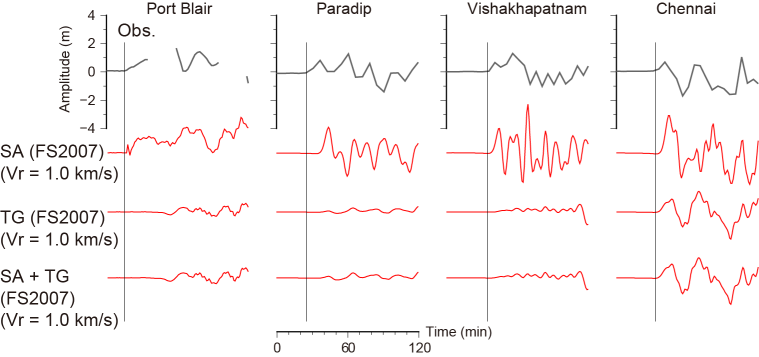 Port Blair
Paradip
Vishakhapatnam
Chennai
Amplitude (m)
4
2
0
−2
−4
Obs.
SA (FS2007)
(Vr = 1.0 km/s)
TG (FS2007)
(Vr = 1.0 km/s)
SA + TG
(FS2007)
(Vr = 1.0 km/s)
0
60
120
Time (min)